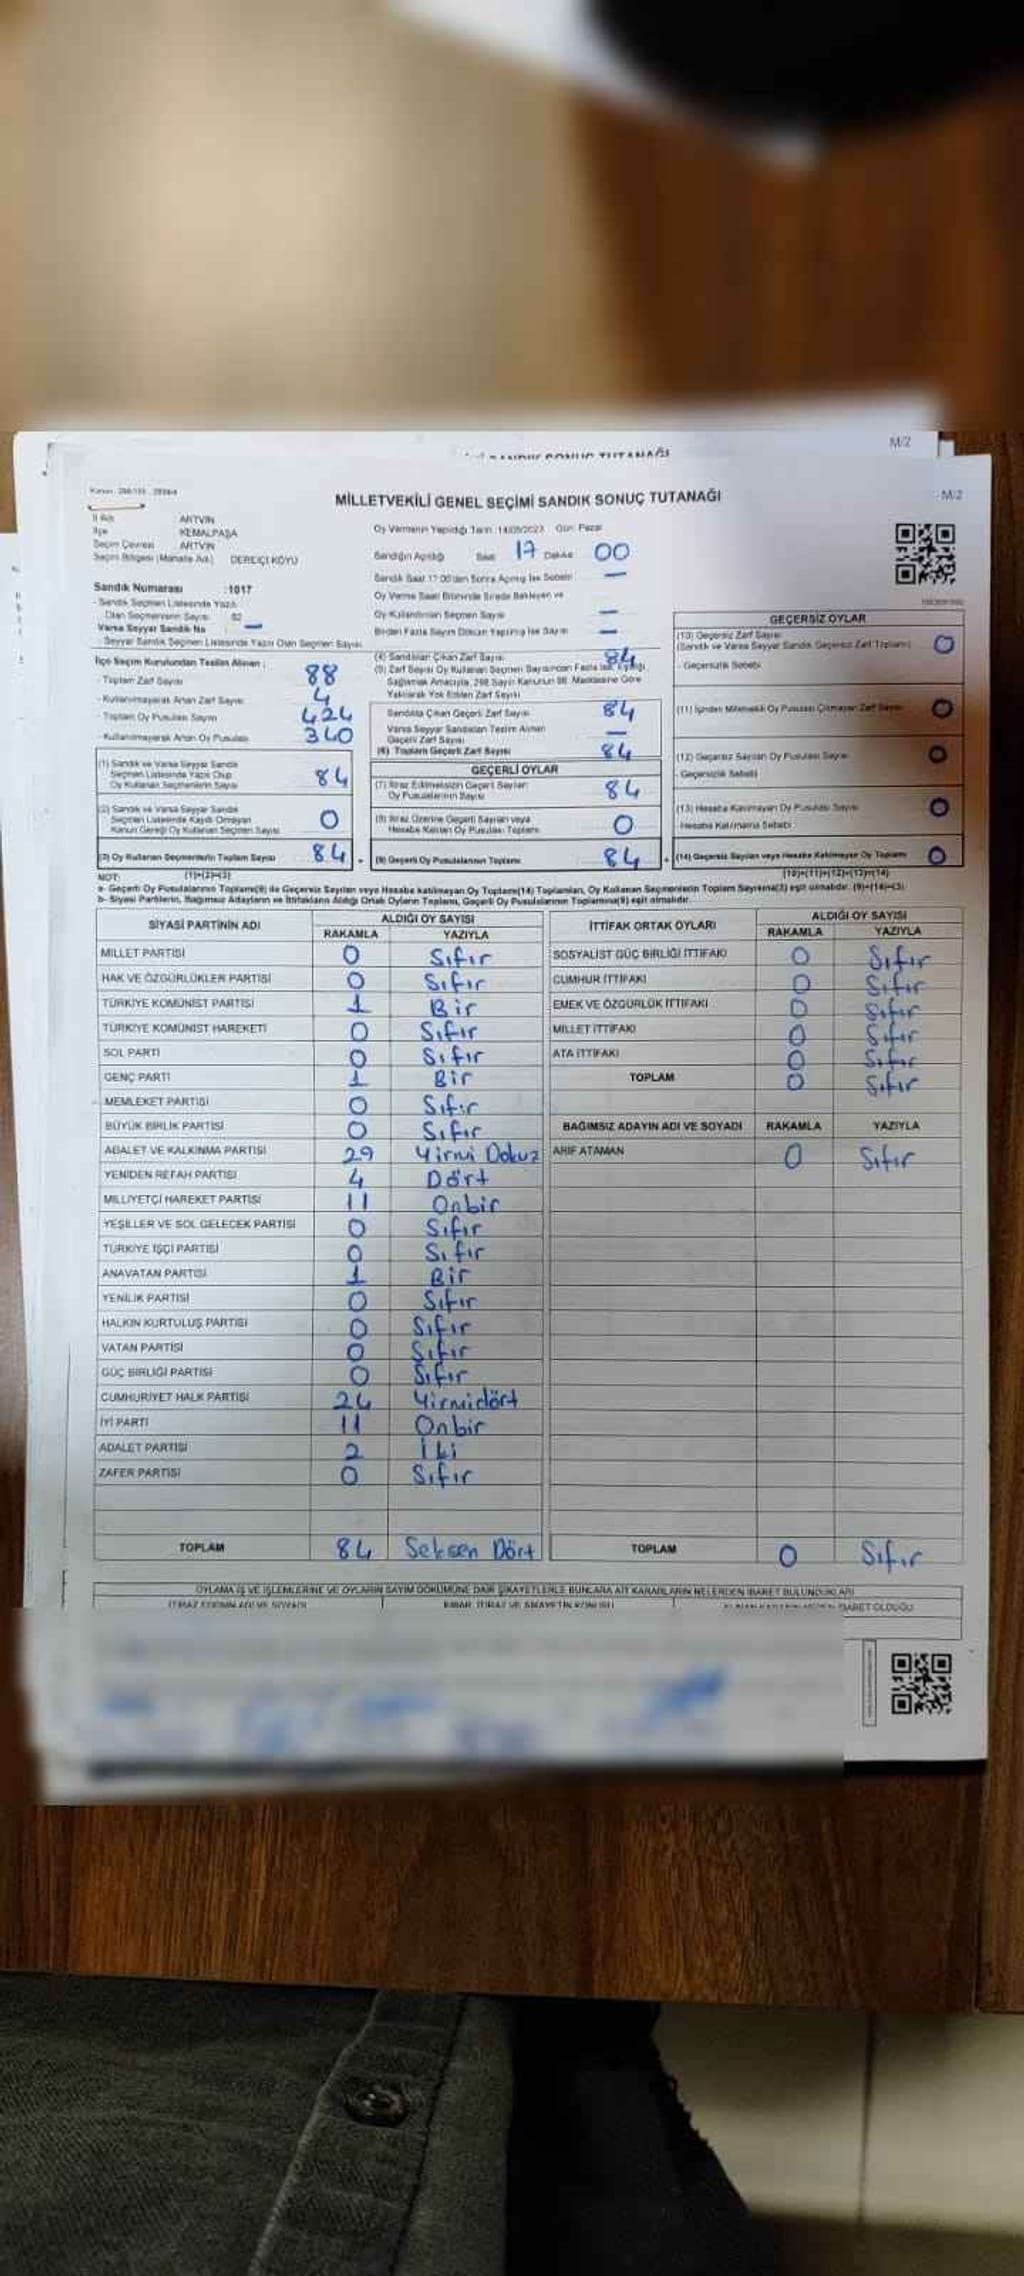 M/2
MİLLETVEKİLİ GENEL SEÇİMİ SANDIK SONUÇ TUTANAĞI
M/2
İl Adı : ARTVİN
İlçe : KEMALPAŞA
Seçim Çevresi : ARTVİN
Seçim Bölgesi (Mahalle Adı) : DEREİÇİ KÖYÜ
Oy Vermenin Yapıldığı Tarih :14/05/2023 Gün: Pazar
Sandığın Açıldığı Saat 17 Dakika 00
Sandık Saat 17:00'den Sonra Açılmış İse Sebebi —
Oy Verme Saati Bitiminde Sırada Bekleyen ve
Oy Kullandırılan Seçmen Sayısı —
Birden Fazla Sayım Döküm Yapılmış İse Sayısı —
Sandık Numarası :1017
- Sandık Seçmen Listesinde Yazılı
Olan Seçmenlerin Sayısı
Varsa Seyyar Sandık No —
Seyyar Sandık Seçmen Listesinde Yazılı Olan Seçmen Sayısı
İlçe Seçim Kurulundan Teslim Alınan :
- Toplam Zarf Sayısı 88
- Kullanılmayarak Artan Zarf Sayısı 4
- Toplam Oy Pusulası Sayısı 424
- Kullanılmayarak Artan Oy Pusulası 340
(1) Sandık ve Varsa Seyyar Sandık
Seçmen Listesinde Yazılı Olup
Oy Kullanan Seçmenlerin Sayısı 84
(2) Sandık ve Varsa Seyyar Sandık
Seçmen Listesinde Kayıtlı Olmayan
Kanun Gereği Oy Kullanan Seçmen Sayısı 0
(3) Oy Kullanan Seçmenlerin Toplam Sayısı 84
(1)+(2)=(3)
(4) Sandıktan Çıkan Zarf Sayısı 84
(5) Zarf Sayısı Oy Kullanan Seçmen Sayısından Fazla ise, Eşitliği
Sağlamak Amacıyla, 298 Sayılı Kanunun 98. Maddesine Göre
Yakılarak Yok Edilen Zarf Sayısı
Sandıkta Çıkan Geçerli Zarf Sayısı 84
Varsa Seyyar Sandıktan Teslim Alınan
Geçerli Zarf Sayısı —
(6) Toplam Geçerli Zarf Sayısı 84
GEÇERLİ OYLAR
(7) İtiraz Edilmeksizin Geçerli Sayılan
Oy Pusulalarının Sayısı 84
(8) İtiraz Üzerine Geçerli Sayılan veya
Hesaba Katılan Oy Pusulası Toplamı 0
(9) Geçerli Oy Pusulalarının Toplamı 84
GEÇERSİZ OYLAR
(10) Geçersiz Zarf Sayısı
(Sandık ve Varsa Seyyar Sandık Geçersiz Zarf Toplamı) 0
- Geçersizlik Sebebi
(11) İçinden Milletvekili Oy Pusulası Çıkmayan Zarf Sayısı 0
(12) Geçersiz Sayılan Oy Pusulası Sayısı 0
- Geçersizlik Sebebi
(13) Hesaba Katılmayan Oy Pusulası Sayısı 0
- Hesaba Katılmama Sebebi
(14) Geçersiz Sayılan veya Hesaba Katılmayan Oy Toplamı 0
(10)+(11)+(12)+(13)=(14)
NOT:
a- Geçerli Oy Pusulalarının Toplamı(9) ile Geçersiz Sayılan veya Hesaba katılmayan Oy Toplamı(14) Toplamları, Oy Kullanan Seçmenlerin Toplam Sayısına(3) eşit olmalıdır. (9)+(14)=(3)
b- Siyasi Partilerin, Bağımsız Adayların ve İttifakların Aldığı Ortak Oyların Toplamı, Geçerli Oy Pusulalarının Toplamına(9) eşit olmalıdır.
SİYASİ PARTİNİN ADI ALDIĞI OY SAYISI
RAKAMLA YAZIYLA
MİLLET PARTİSİ 0 Sıfır
HAK VE ÖZGÜRLÜKLER PARTİSİ 0 Sıfır
TÜRKİYE KOMÜNİST PARTİSİ 1 Bir
TÜRKİYE KOMÜNİST HAREKETİ 0 Sıfır
SOL PARTİ 0 Sıfır
GENÇ PARTİ 1 Bir
MEMLEKET PARTİSİ 0 Sıfır
BÜYÜK BİRLİK PARTİSİ 0 Sıfır
ADALET VE KALKINMA PARTİSİ 29 Yirmi Dokuz
YENİDEN REFAH PARTİSİ 4 Dört
MİLLİYETÇİ HAREKET PARTİSİ 11 Onbir
YEŞİLLER VE SOL GELECEK PARTİSİ 0 Sıfır
TÜRKİYE İŞÇİ PARTİSİ 0 Sıfır
ANAVATAN PARTİSİ 1 Bir
YENİLİK PARTİSİ 0 Sıfır
HALKIN KURTULUŞ PARTİSİ 0 Sıfır
VATAN PARTİSİ 0 Sıfır
GÜÇ BİRLİĞİ PARTİSİ 0 Sıfır
CUMHURİYET HALK PARTİSİ 24 Yirmidört
İYİ PARTİ 11 Onbir
ADALET PARTİSİ 2 İki
ZAFER PARTİSİ 0 Sıfır
TOPLAM 84 Seksen Dört
İTTİFAK ORTAK OYLARI ALDIĞI OY SAYISI
RAKAMLA YAZIYLA
SOSYALİST GÜÇ BİRLİĞİ İTTİFAKI 0 Sıfır
CUMHUR İTTİFAKI 0 Sıfır
EMEK VE ÖZGÜRLÜK İTTİFAKI 0 Sıfır
MİLLET İTTİFAKI 0 Sıfır
ATA İTTİFAKI 0 Sıfır
TOPLAM 0 Sıfır
BAĞIMSIZ ADAYIN ADI VE SOYADI RAKAMLA YAZIYLA
ARİF ATAMAN 0 Sıfır
TOPLAM 0 Sıfır
OYLAMA İŞ VE İŞLEMLERİNE VE OYLARIN SAYIM DÖKÜMÜNE DAİR ŞİKAYETLERLE BUNLARA AİT KARARLARIN NELERDEN İBARET BULUNDUKLARI